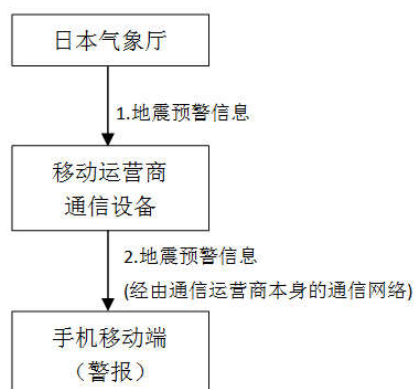 日本气象厅
1.地震预警信息
移动运营商
通信设备
2.地震预警信息
(经由通信运营商本身的通信网络)
手机移动端
（警报）